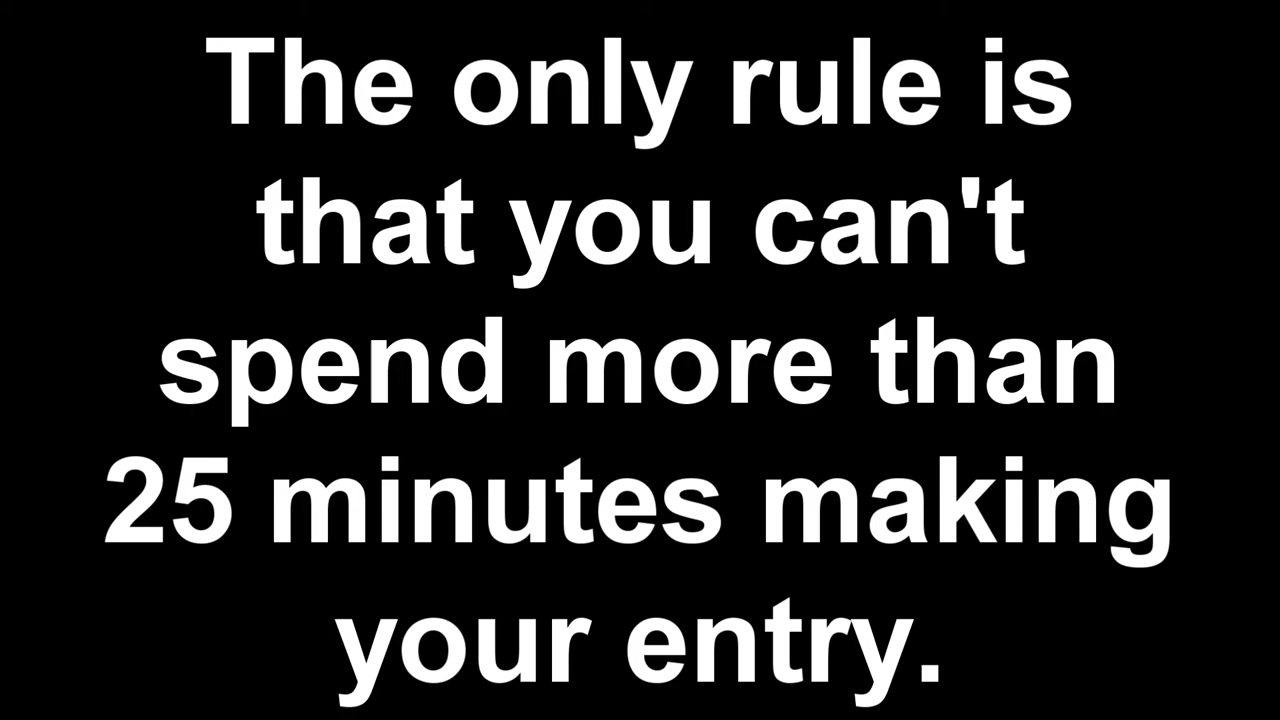 The only rule is
that you can't
spend more than
25 minutes making
your entry.